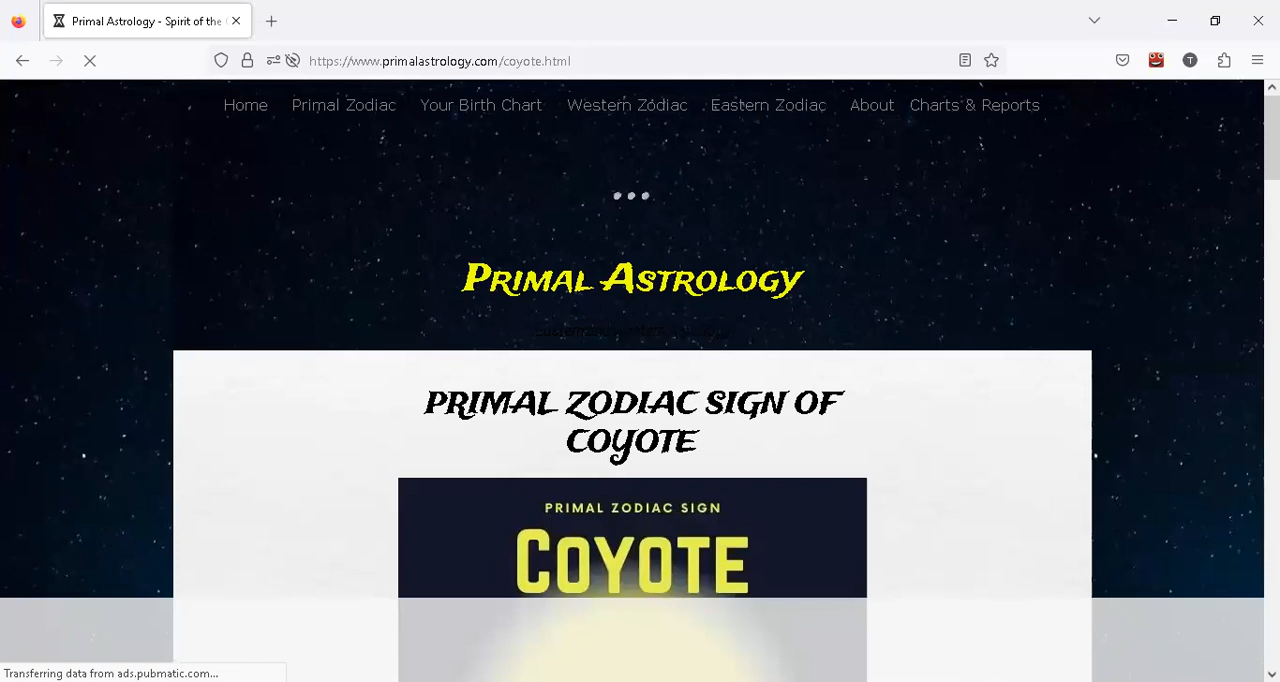 Primal Astrology - Spirit of the
https://www.primalastrology.com/coyote.html
Home Primal Zodiac Your Birth Chart Western Zodiac Eastern Zodiac About Charts & Reports
Primal Astrology
PRIMAL ZODIAC SIGN OF
COYOTE
PRIMAL ZODIAC SIGN
COYOTE
Transferring data from ads.pubmatic.com...